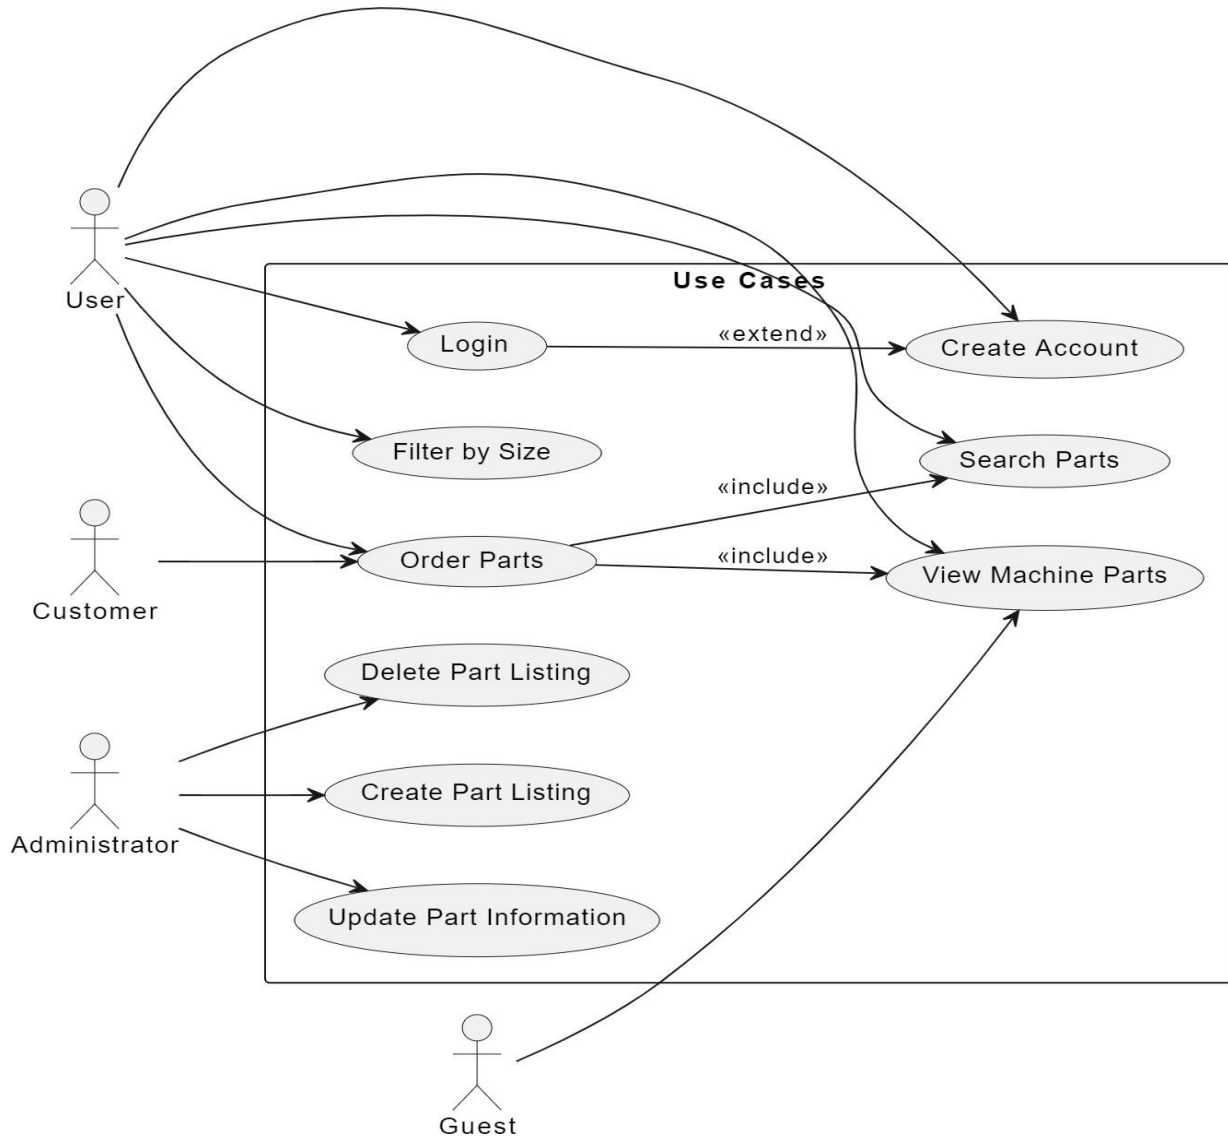 User
Use Cases
Login
«extend»
Create Account
Filter by Size
Search Parts
«include»
Customer
Order Parts
«include»
View Machine Parts
Delete Part Listing
Administrator
Create Part Listing
Update Part Information
Guest